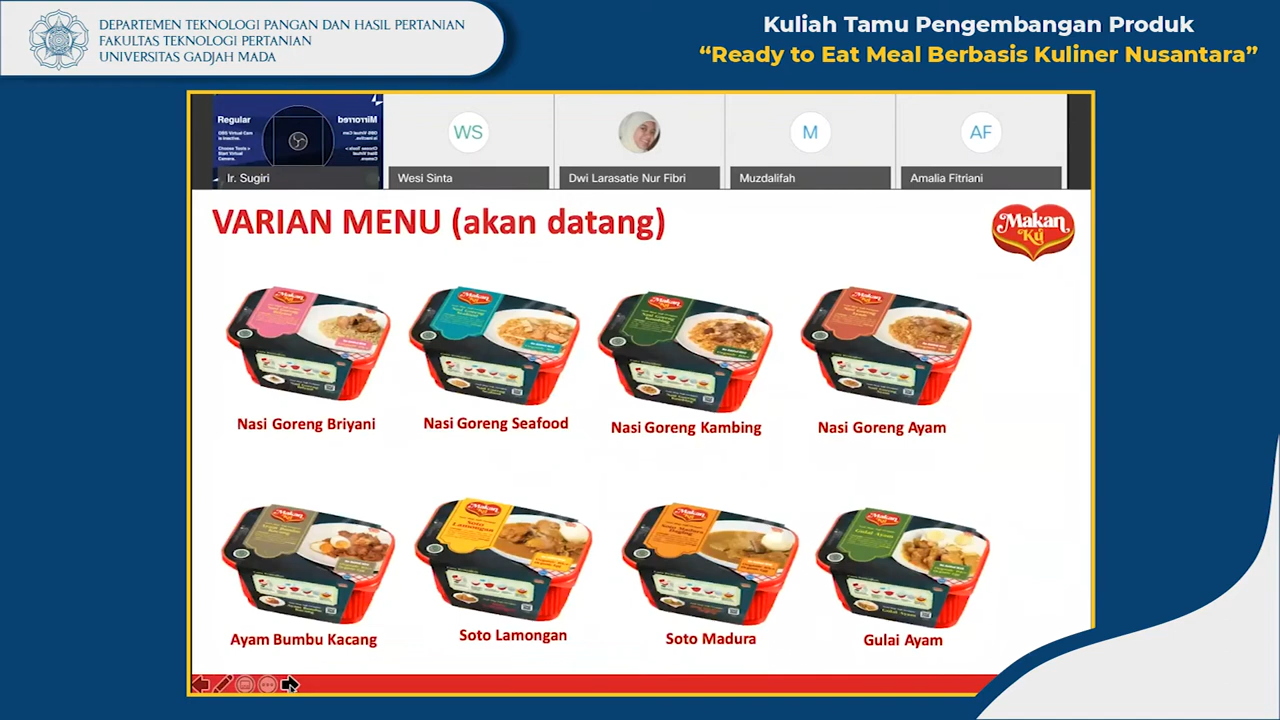 DEPARTEMEN TEKNOLOGI PANGAN DAN HASIL PERTANIAN
FAKULTAS TEKNOLOGI PERTANIAN
UNIVERSITAS GADJAH MADA
Kuliah Tamu Pengembangan Produk
“Ready to Eat Meal Berbasis Kuliner Nusantara”
Regular
Mirrored
WS
M
AF
Ir. Sugiri
Wesi Sinta
Dwi Larasatie Nur Fibri
Muzdalifah
Amalia Fitriani
VARIAN MENU (akan datang)
Makan
Ku
Nasi Goreng Briyani
Nasi Goreng Seafood
Nasi Goreng Kambing
Nasi Goreng Ayam
Ayam Bumbu Kacang
Soto Lamongan
Soto Madura
Gulai Ayam